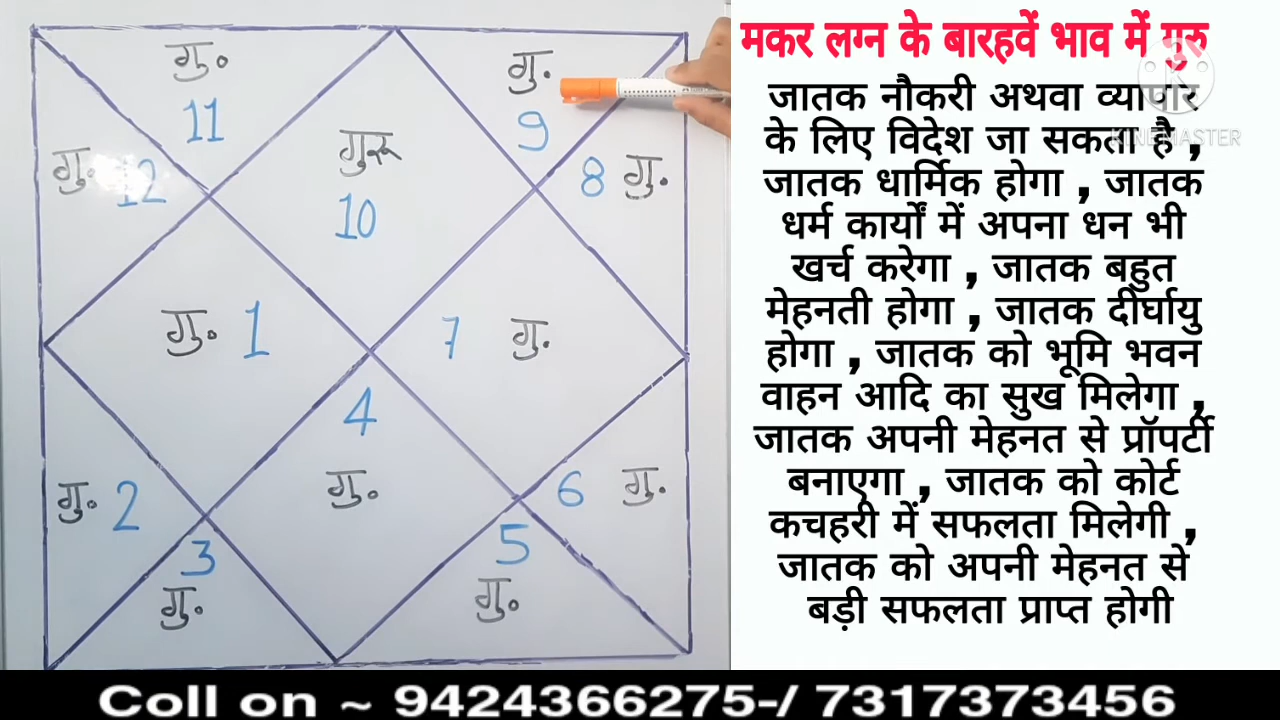 मकर लग्न के बारहवें भाव में गुरु
जातक नौकरी अथवा व्यापार
के लिए विदेश जा सकता है ,
जातक धार्मिक होगा , जातक
धर्म कार्यों में अपना धन भी
खर्च करेगा , जातक बहुत
मेहनती होगा , जातक दीर्घायु
होगा , जातक को भूमि भवन
वाहन आदि का सुख मिलेगा ,
जातक अपनी मेहनत से प्रॉपर्टी
बनाएगा , जातक को कोर्ट
कचहरी में सफलता मिलेगी ,
जातक को अपनी मेहनत से
बड़ी सफलता प्राप्त होगी
KINEMASTER
गु. 11
गु. 9
गुरू 10
गु. 12
8 गु.
गु. 1
7 गु.
4 गु.
गु. 2
6 गु.
3 गु.
5 गु.
Coll on ~ 9424366275-/ 7317373456